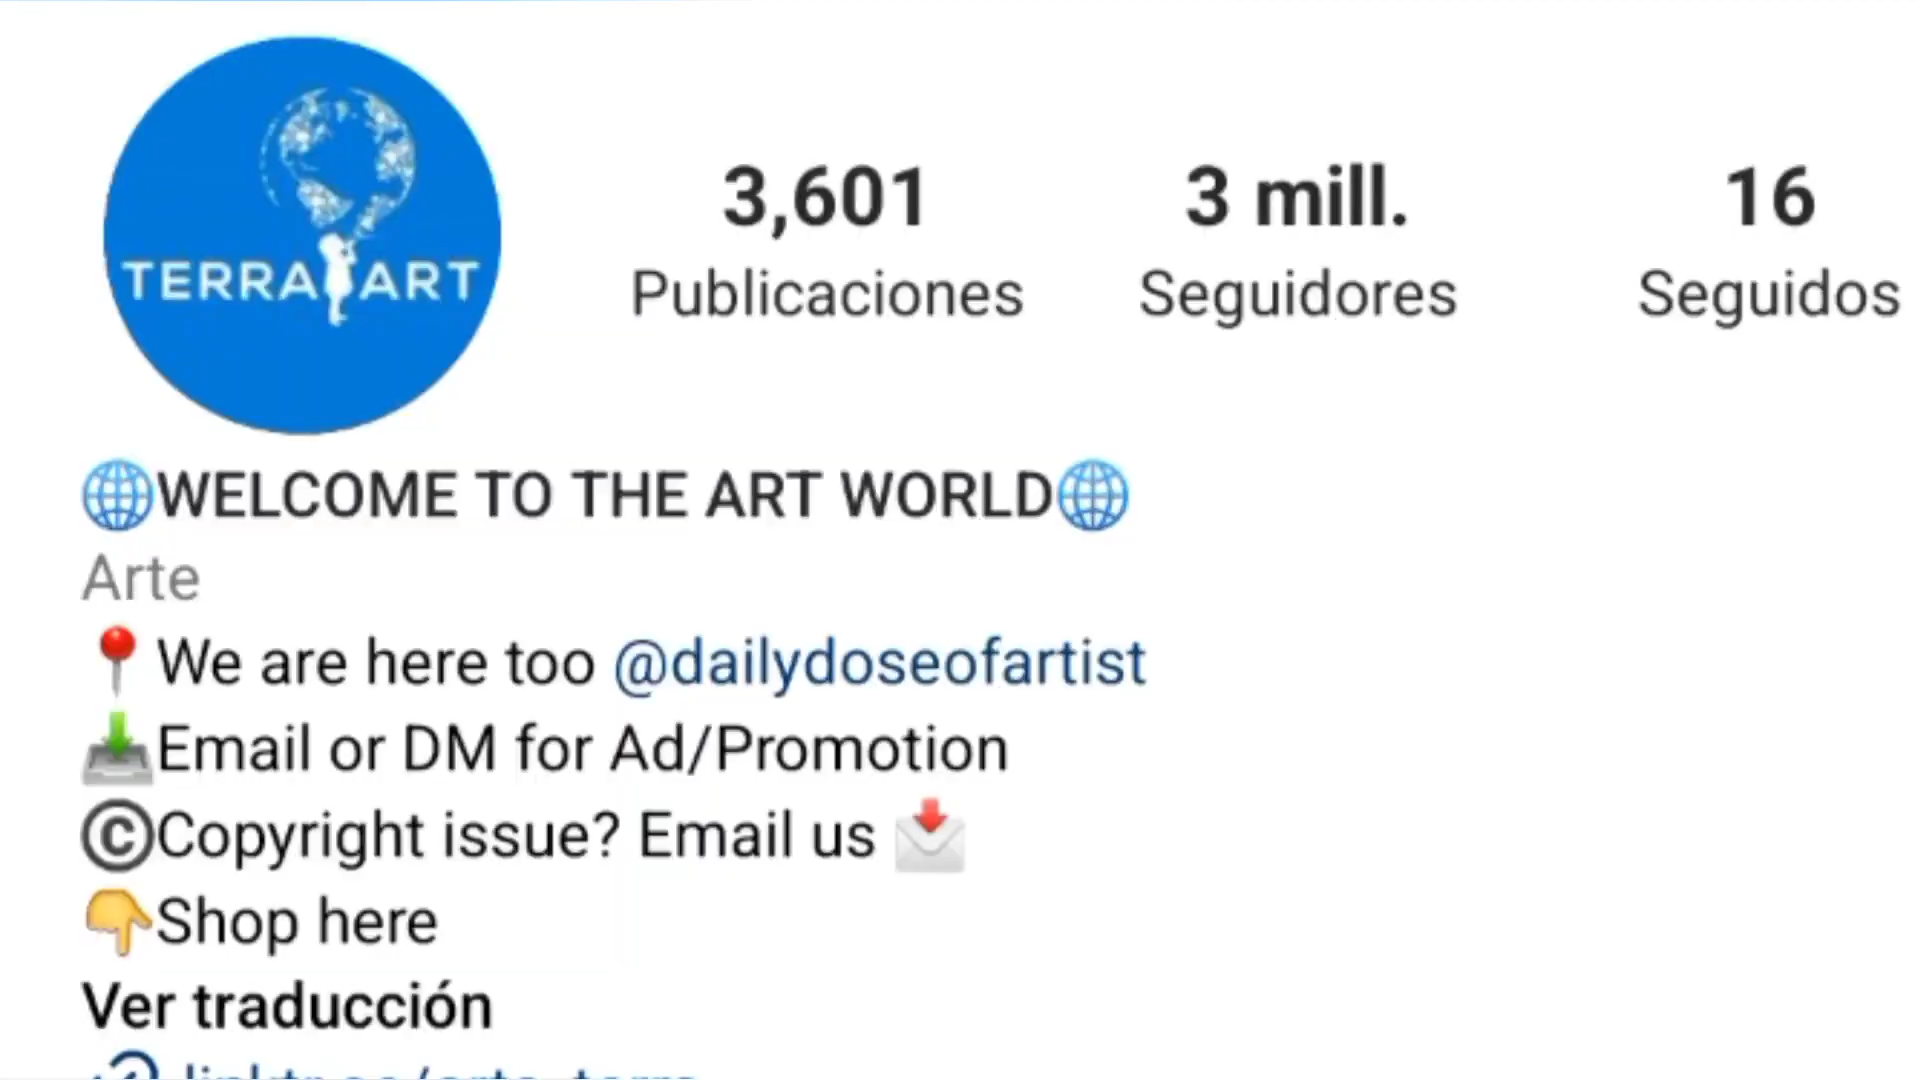 TERRA ART
3,601
Publicaciones
3 mill.
Seguidores
16
Seguidos
🌐WELCOME TO THE ART WORLD🌐
Arte
📍We are here too @dailydoseofartist
📥Email or DM for Ad/Promotion
©Copyright issue? Email us 📩
👇Shop here
Ver traducción